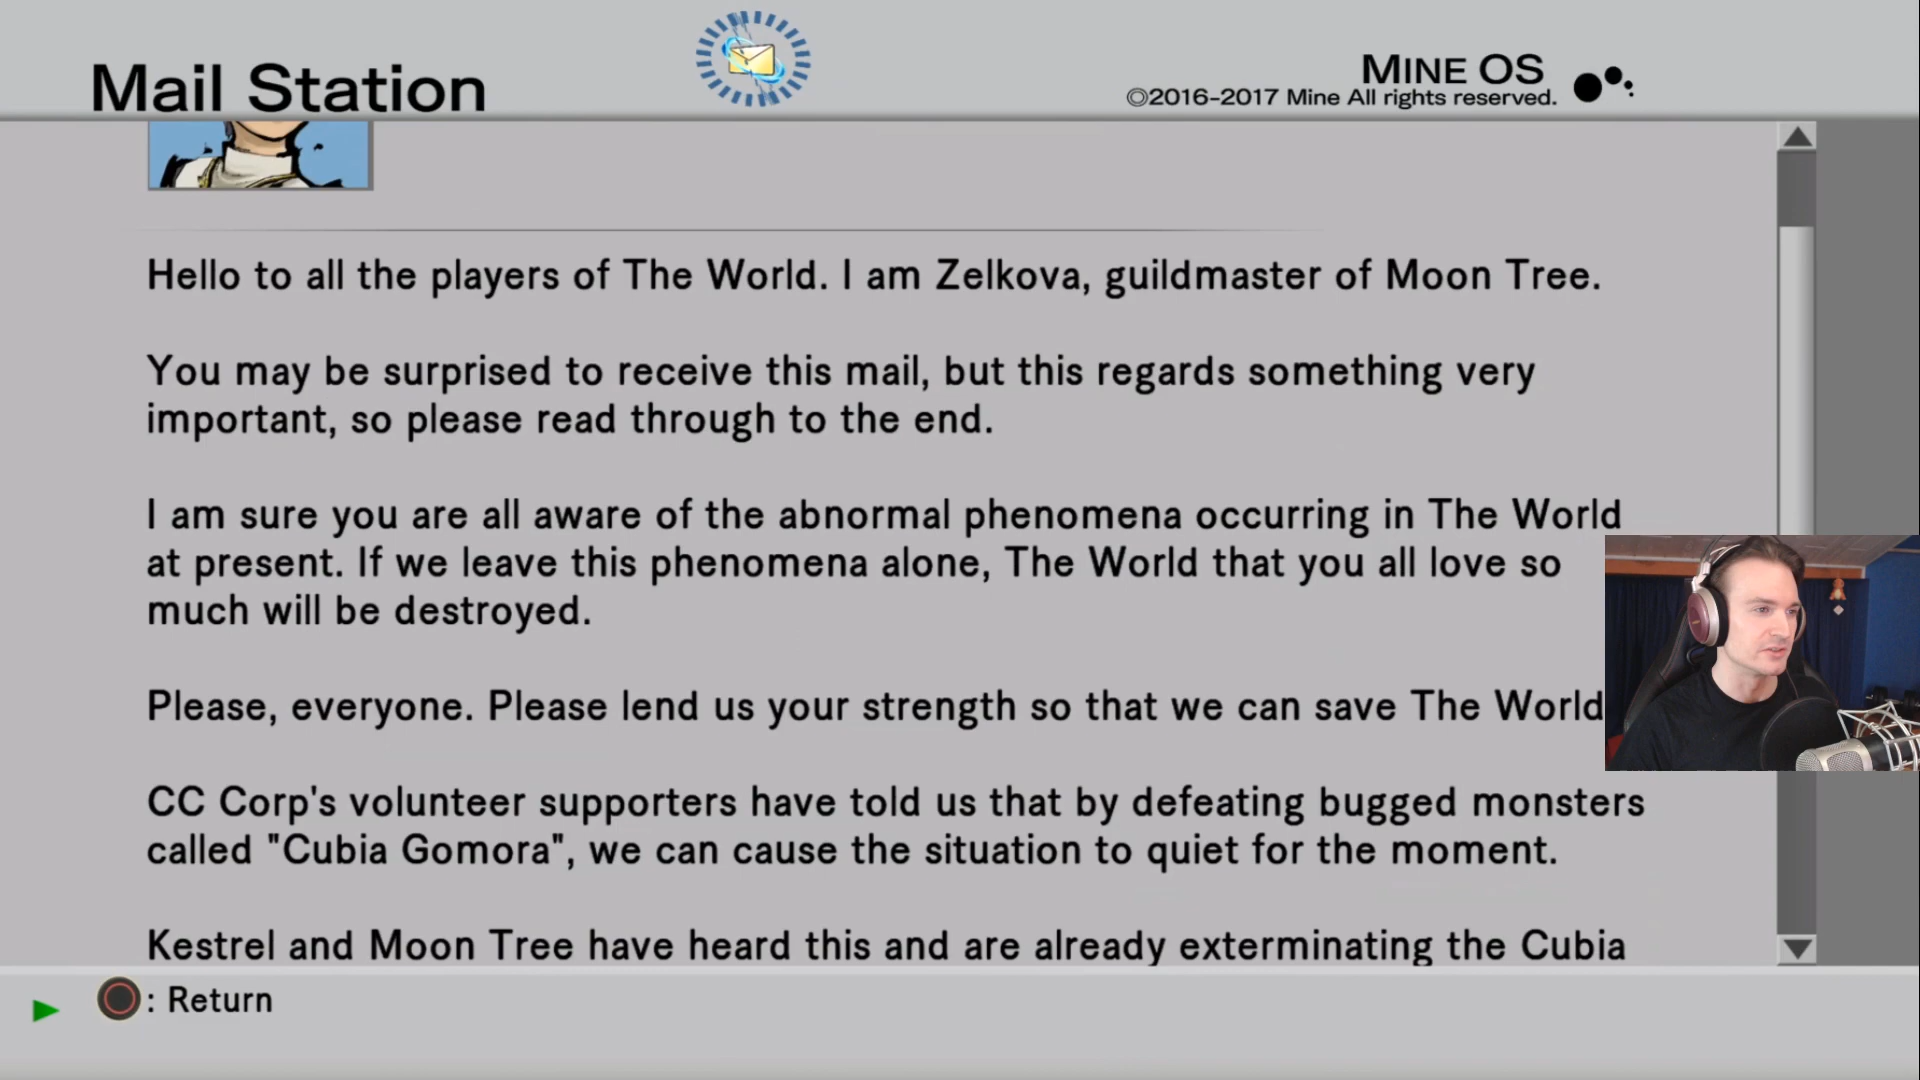 Mail Station
MINE OS
©2016-2017 Mine All rights reserved.
Hello to all the players of The World. I am Zelkova, guildmaster of Moon Tree.
You may be surprised to receive this mail, but this regards something very
important, so please read through to the end.
I am sure you are all aware of the abnormal phenomena occurring in The World
at present. If we leave this phenomena alone, The World that you all love so
much will be destroyed.
Please, everyone. Please lend us your strength so that we can save The World
CC Corp's volunteer supporters have told us that by defeating bugged monsters
called "Cubia Gomora", we can cause the situation to quiet for the moment.
Kestrel and Moon Tree have heard this and are already exterminating the Cubia
: Return